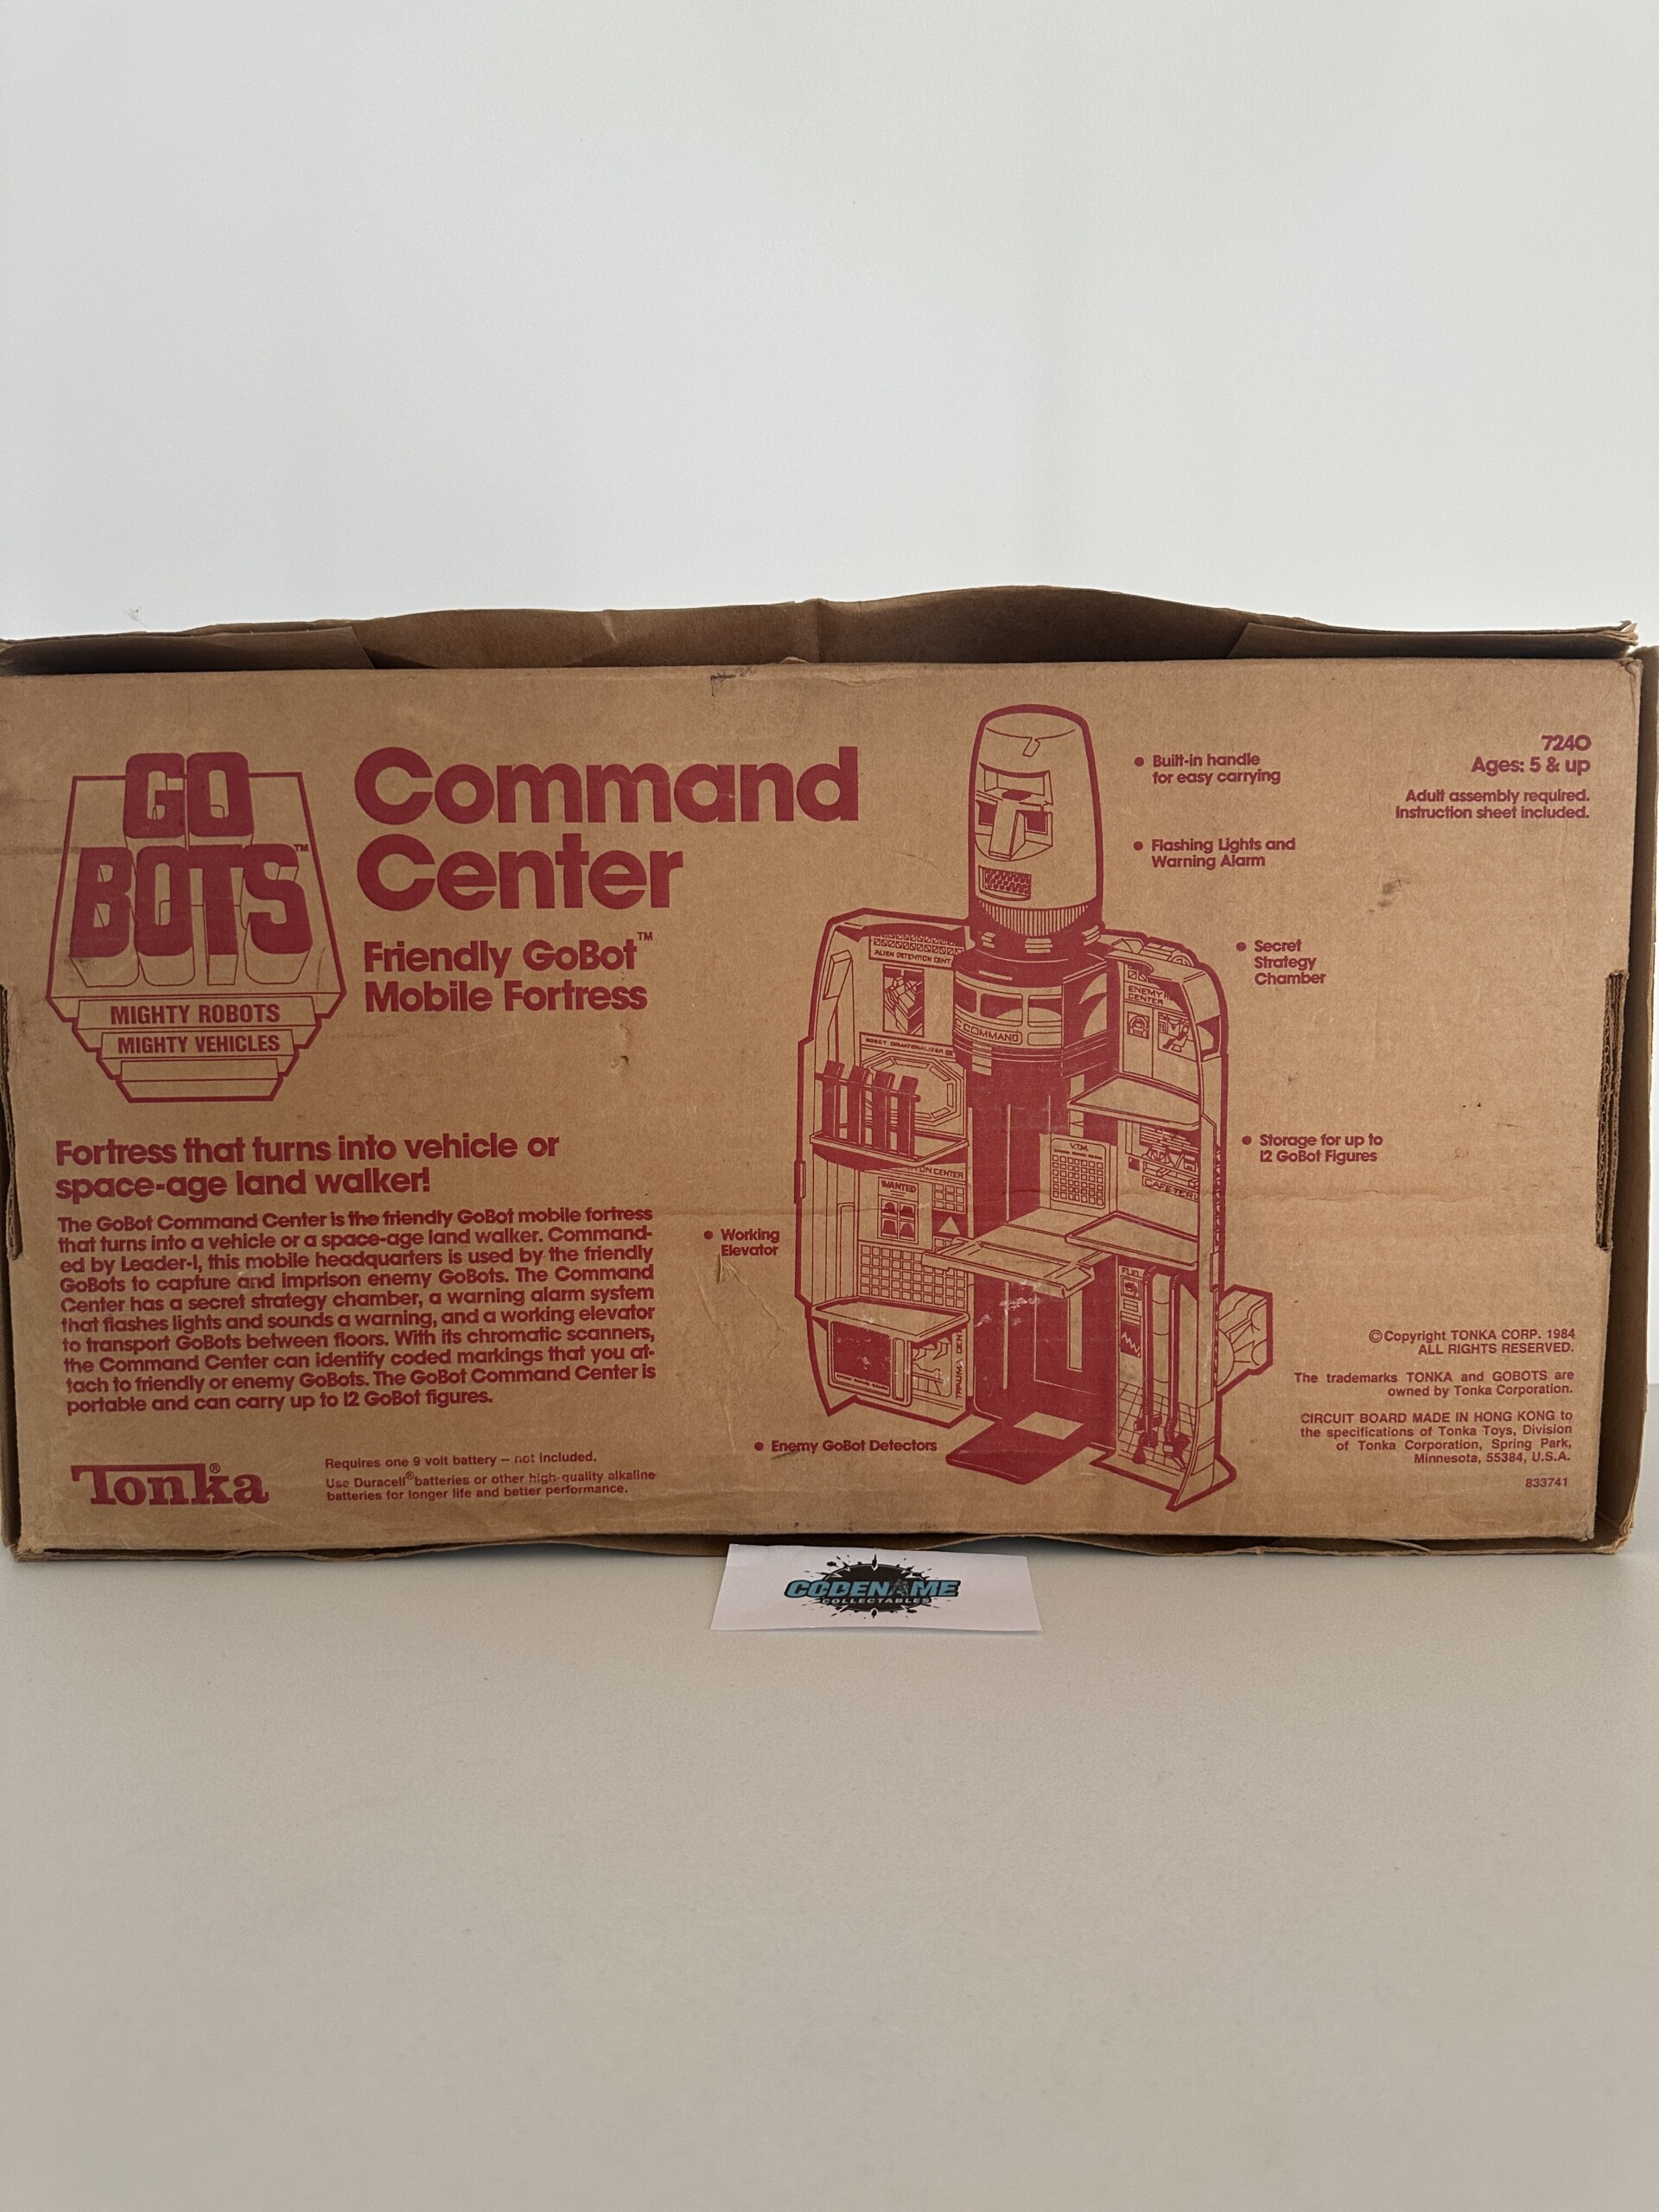 GO
BOTS™
MIGHTY ROBOTS
MIGHTY VEHICLES
Command
Center
Friendly GoBot™
Mobile Fortress
Fortress that turns into vehicle or
space-age land walker!
The GoBot Command Center is the friendly GoBot mobile fortress
that turns into a vehicle or a space-age land walker. Command-
ed by Leader-1, this mobile headquarters is used by the friendly
GoBots to capture and imprison enemy GoBots. The Command
Center has a secret strategy chamber, a warning alarm system
that flashes lights and sounds a warning, and a working elevator
to transport GoBots between floors. With its chromatic scanners,
the Command Center can identify coded markings that you at-
tach to friendly or enemy GoBots. The GoBot Command Center is
portable and can carry up to 12 GoBot figures.
Tonka®
Requires one 9 volt battery – not included.
Use Duracell® batteries or other high-quality alkaline
batteries for longer life and better performance.
• Built-in handle
for easy carrying
• Flashing Lights and
Warning Alarm
• Secret
Strategy
Chamber
• Storage for up to
12 GoBot Figures
• Working
Elevator
• Enemy GoBot Detectors
ALIEN DETENTION CENT
COMMAND
ENEMY
CENTER
WANTED
CENTER
V.T.M.
CAFETERI
FUEL
TRAUMA
7240
Ages: 5 & up
Adult assembly required.
Instruction sheet included.
©Copyright TONKA CORP. 1984
ALL RIGHTS RESERVED.
The trademarks TONKA and GOBOTS are
owned by Tonka Corporation.
CIRCUIT BOARD MADE IN HONG KONG to
the specifications of Tonka Toys, Division
of Tonka Corporation, Spring Park,
Minnesota, 55384, U.S.A.
833741
CODENAME
COLLECTABLES